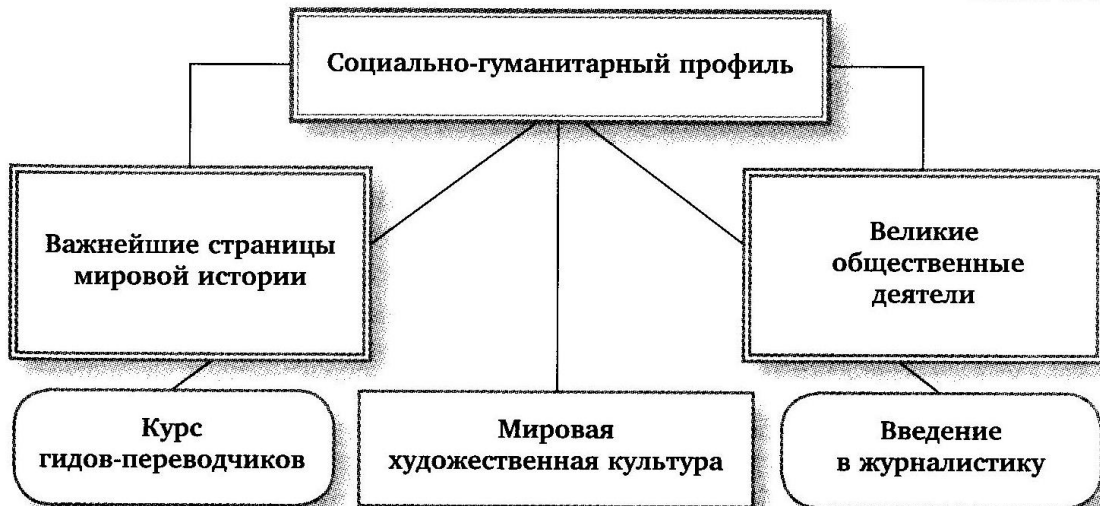 Социально-гуманитарный профиль
Важнейшие страницы
мировой истории
Великие
общественные
деятели
Курс
гидов-переводчиков
Мировая
художественная культура
Введение
в журналистику